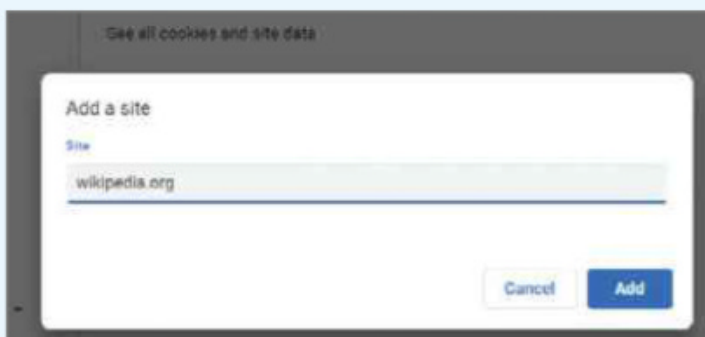 See all cookies and site data
Add a site
Site
wikipedia.org
Cancel Add